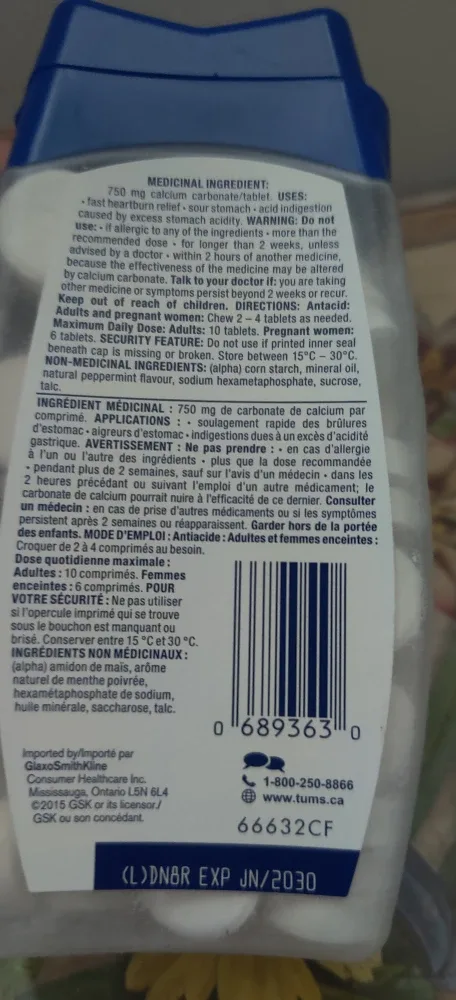 MEDICINAL INGREDIENT:
750 mg calcium carbonate/tablet. USES:
• fast heartburn relief • sour stomach • acid indigestion
caused by excess stomach acidity. WARNING: Do not
use: • if allergic to any of the ingredients • more than the
recommended dose • for longer than 2 weeks, unless
advised by a doctor • within 2 hours of another medicine,
because the effectiveness of the medicine may be altered
by calcium carbonate. Talk to your doctor if: you are taking
other medicine or symptoms persist beyond 2 weeks or recur.
Keep out of reach of children. DIRECTIONS: Antacid:
Adults and pregnant women: Chew 2 – 4 tablets as needed.
Maximum Daily Dose: Adults: 10 tablets. Pregnant women:
6 tablets. SECURITY FEATURE: Do not use if printed inner seal
beneath cap is missing or broken. Store between 15°C – 30°C.
NON-MEDICINAL INGREDIENTS: (alpha) corn starch, mineral oil,
natural peppermint flavour, sodium hexametaphosphate, sucrose,
talc.
INGRÉDIENT MÉDICINAL : 750 mg de carbonate de calcium par
comprimé. APPLICATIONS : • soulagement rapide des brûlures
d'estomac • aigreurs d'estomac • indigestions dues à un excès d'acidité
gastrique. AVERTISSEMENT : Ne pas prendre : • en cas d'allergie
à l'un ou l'autre des ingrédients • plus que la dose recommandée
• pendant plus de 2 semaines, sauf sur l'avis d'un médecin • dans les
2 heures précédant ou suivant l'emploi d'un autre médicament; le
carbonate de calcium pourrait nuire à l'efficacité de ce dernier. Consulter
un médecin : en cas de prise d'autres médicaments ou si les symptômes
persistent après 2 semaines ou réapparaissent. Garder hors de la portée
des enfants. MODE D'EMPLOI : Antiacide : Adultes et femmes enceintes :
Croquer de 2 à 4 comprimés au besoin.
Dose quotidienne maximale :
Adultes : 10 comprimés. Femmes
enceintes : 6 comprimés. POUR
VOTRE SÉCURITÉ : Ne pas utiliser
si l'opercule imprimé qui se trouve
sous le bouchon est manquant ou
brisé. Conserver entre 15 °C et 30 °C.
INGRÉDIENTS NON MÉDICINAUX :
(alpha) amidon de maïs, arôme
naturel de menthe poivrée,
hexamétaphosphate de sodium,
huile minérale, saccharose, talc.
0 689363 0
Imported by/Importé par
GlaxoSmithKline
Consumer Healthcare Inc.
Mississauga, Ontario L5N 6L4
©2015 GSK or its licensor./
GSK ou son concédant.
1-800-250-8866
www.tums.ca
66632CF
(L)DN8R EXP JN/2030